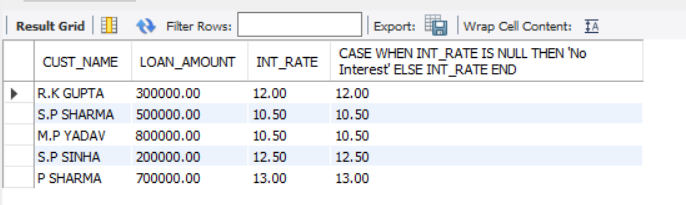 Result Grid Filter Rows: Export: Wrap Cell Content: IA
CUST_NAME LOAN_AMOUNT INT_RATE CASE WHEN INT_RATE IS NULL THEN 'No
Interest' ELSE INT_RATE END
R.K GUPTA 300000.00 12.00 12.00
S.P SHARMA 500000.00 10.50 10.50
M.P YADAV 800000.00 10.50 10.50
S.P SINHA 200000.00 12.50 12.50
P SHARMA 700000.00 13.00 13.00